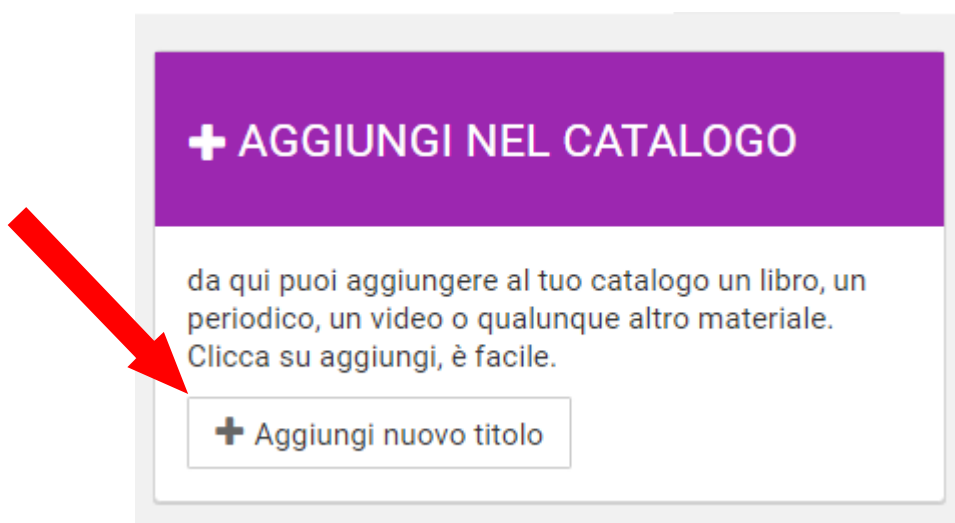 + AGGIUNGI NEL CATALOGO
da qui puoi aggiungere al tuo catalogo un libro, un
periodico, un video o qualunque altro materiale.
Clicca su aggiungi, è facile.
+ Aggiungi nuovo titolo